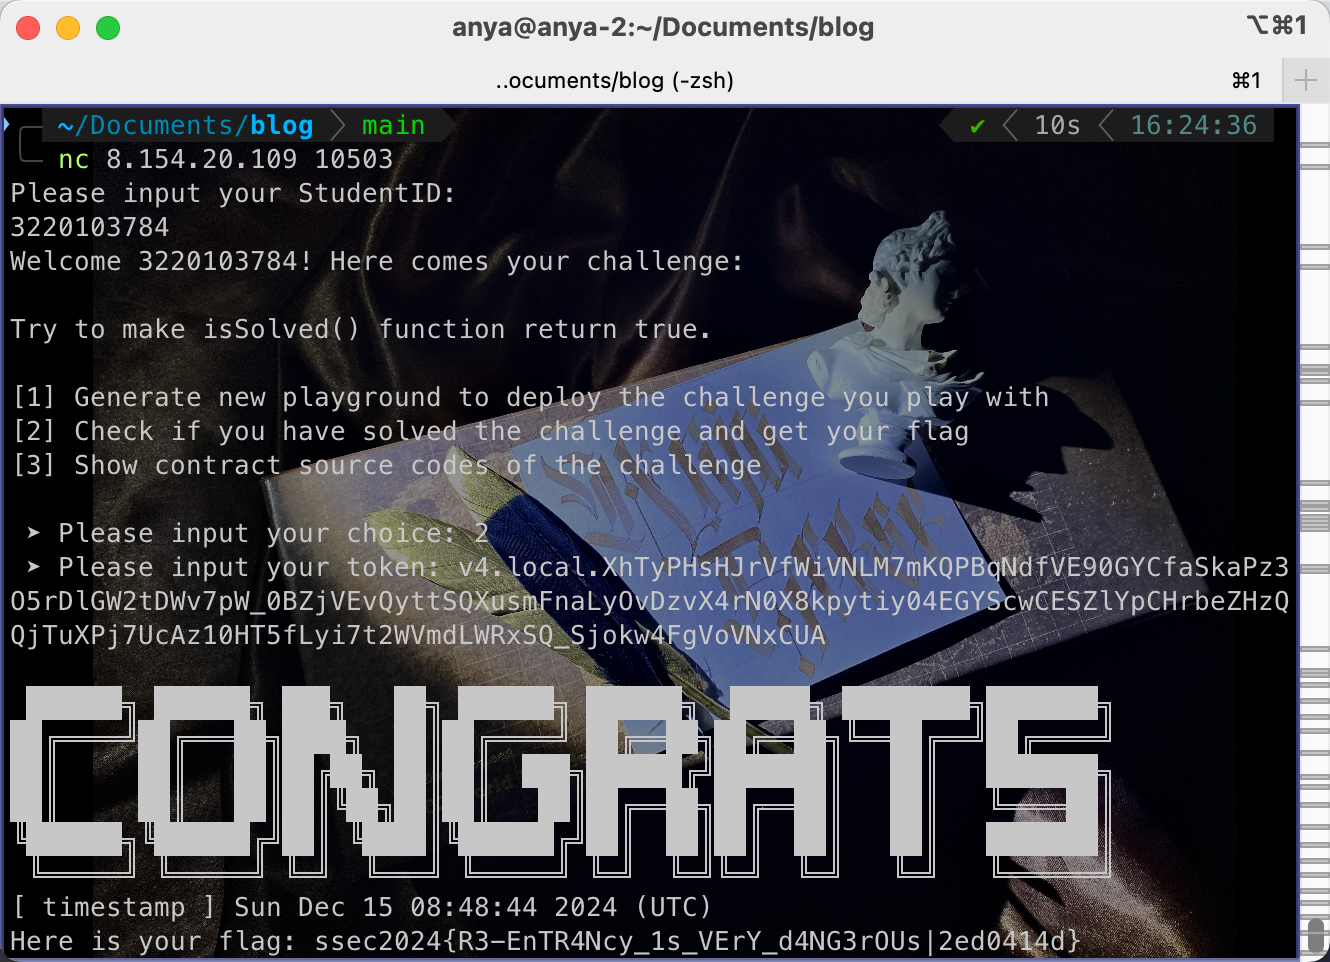 anya@anya-2:~/Documents/blog
⌥⌘1
..ocuments/blog (-zsh)
⌘1
~/Documents/blog main ✔ 10s 16:24:36
nc 8.154.20.109 10503
Please input your StudentID:
3220103784
Welcome 3220103784! Here comes your challenge:
Try to make isSolved() function return true.
[1] Generate new playground to deploy the challenge you play with
[2] Check if you have solved the challenge and get your flag
[3] Show contract source codes of the challenge
➤ Please input your choice: 2
➤ Please input your token: v4.local.XhTyPHsHJrVfWiVNLM7mKQPBqNdfVE90GYCfaSkaPz3
O5rDlGW2tDWv7pW_0BZjVEvQyttSQXusmFnaLyOvDzvX4rN0X8kpytiy04EGYScwCESZlYpCHrbeZHzQ
QjTuXPj7UcAz10HT5fLyi7t2WVmdLWRxSQ_Sjokw4FgVoVNxCUA
CONGRATS
[ timestamp ] Sun Dec 15 08:48:44 2024 (UTC)
Here is your flag: ssec2024{R3-EnTR4Ncy_1s_VErY_d4NG3rOUs|2ed0414d}